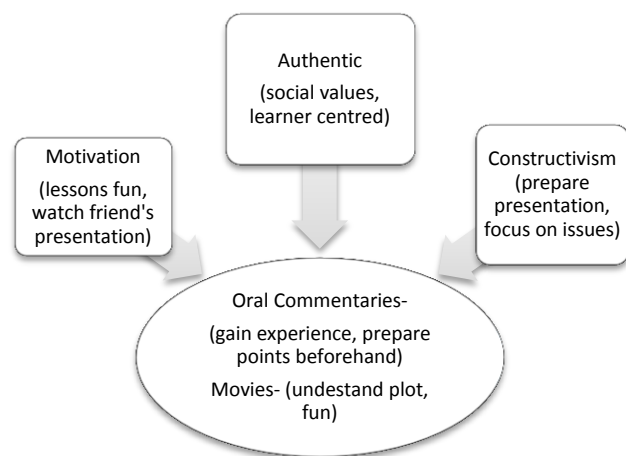 Authentic
(social values,
learner centred)
Motivation
(lessons fun,
watch friend's
presentation)
Constructivism
(prepare
presentation,
focus on issues)
Oral Commentaries-
(gain experience, prepare
points beforehand)
Movies- (undestand plot,
fun)